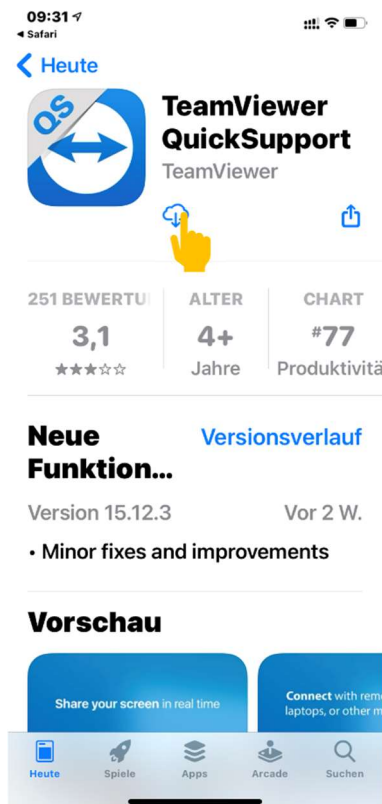 09:31
Safari
Heute
QS
TeamViewer
QuickSupport
TeamViewer
251 BEWERTU
ALTER
CHART
3,1
4+
#77
Jahre
Produktivitä
Neue
Funktion...
Versionsverlauf
Version 15.12.3
Vor 2 W.
• Minor fixes and improvements
Vorschau
Share your screen in real time
Connect with rem
laptops, or other m
Heute
Spiele
Apps
Arcade
Suchen